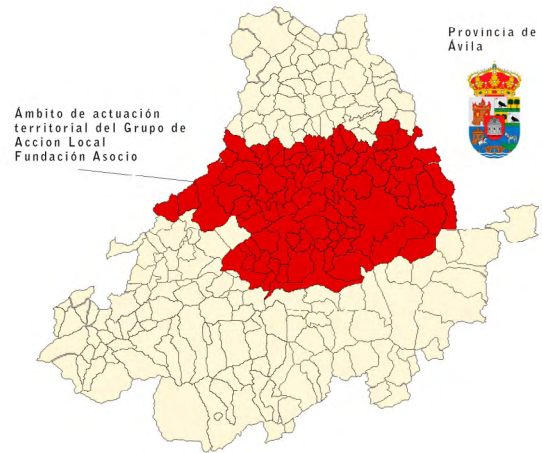 Provincia de
Ávila
Ámbito de actuación
territorial del Grupo de
Accion Local
Fundación Asocio